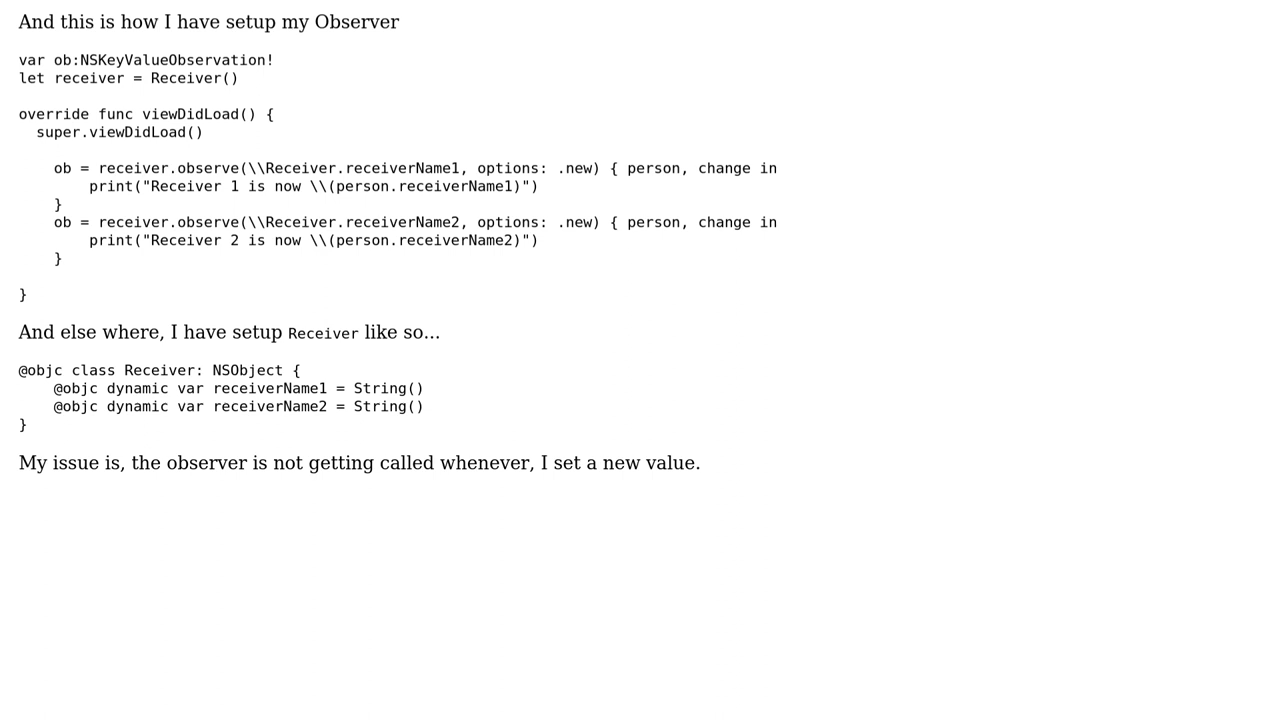 And this is how I have setup my Observer
var ob:NSKeyValueObservation!
let receiver = Receiver()
override func viewDidLoad() {
  super.viewDidLoad()
    ob = receiver.observe(\\Receiver.receiverName1, options: .new) { person, change in
        print("Receiver 1 is now \\(person.receiverName1)")
    }
    ob = receiver.observe(\\Receiver.receiverName2, options: .new) { person, change in
        print("Receiver 2 is now \\(person.receiverName2)")
    }
}
And else where, I have setup Receiver like so...
@objc class Receiver: NSObject {
    @objc dynamic var receiverName1 = String()
    @objc dynamic var receiverName2 = String()
}
My issue is, the observer is not getting called whenever, I set a new value.